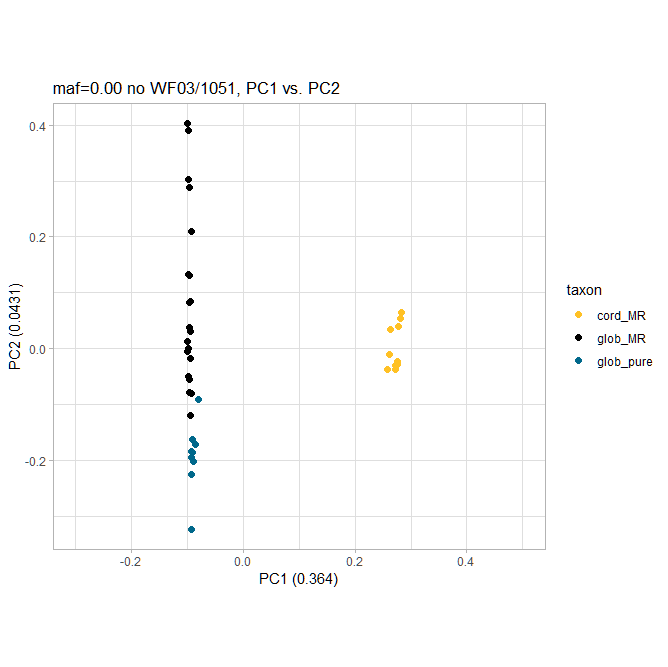 maf=0.00 no WF03/1051, PC1 vs. PC2
0.4
0.2
0.0
-0.2
PC2 (0.0431)
-0.2
0.0
0.2
0.4
PC1 (0.364)
taxon
cord_MR
glob_MR
glob_pure